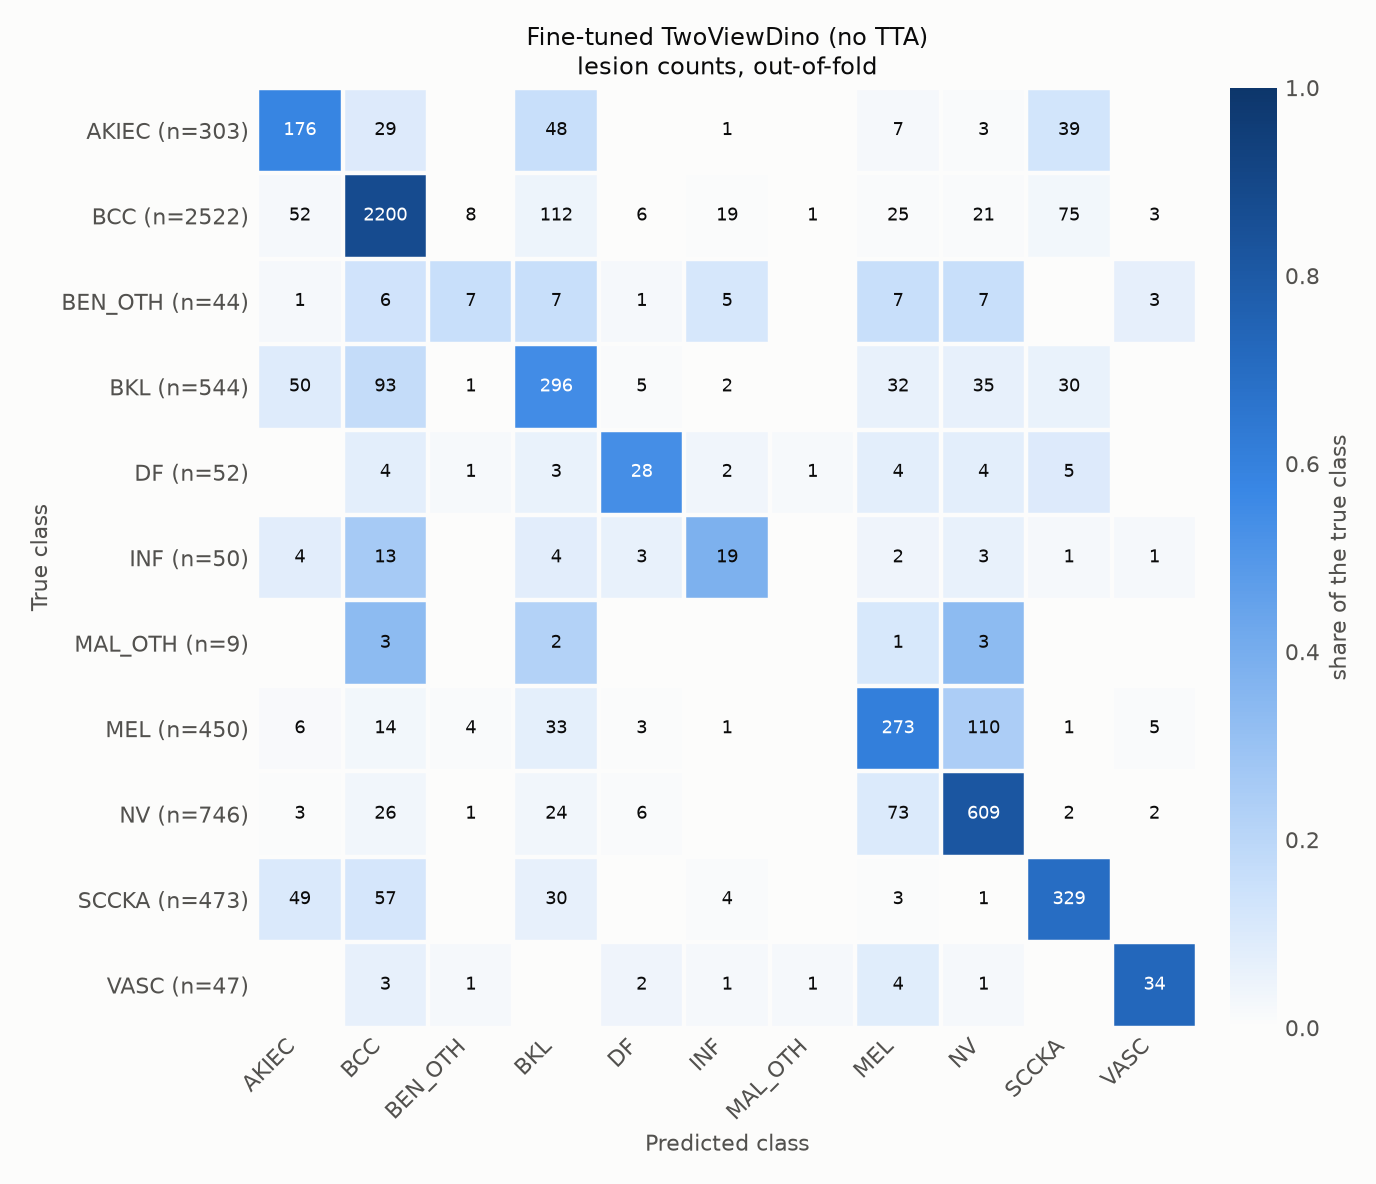 Fine-tuned TwoViewDino (no TTA)
lesion counts, out-of-fold
True class
AKIEC (n=303) 176 29 48 1 7 3 39
BCC (n=2522) 52 2200 8 112 6 19 1 25 21 75 3
BEN_OTH (n=44) 1 6 7 7 1 5 7 7 3
BKL (n=544) 50 93 1 296 5 2 32 35 30
DF (n=52) 4 1 3 28 2 1 4 4 5
INF (n=50) 4 13 4 3 19 2 3 1 1
MAL_OTH (n=9) 3 2 1 3
MEL (n=450) 6 14 4 33 3 1 273 110 1 5
NV (n=746) 3 26 1 24 6 73 609 2 2
SCCKA (n=473) 49 57 30 4 3 1 329
VASC (n=47) 3 1 2 1 1 4 1 34
AKIEC BCC BEN_OTH BKL DF INF MAL_OTH MEL NV SCCKA VASC
Predicted class
1.0
0.8
0.6
0.4
0.2
0.0
share of the true class